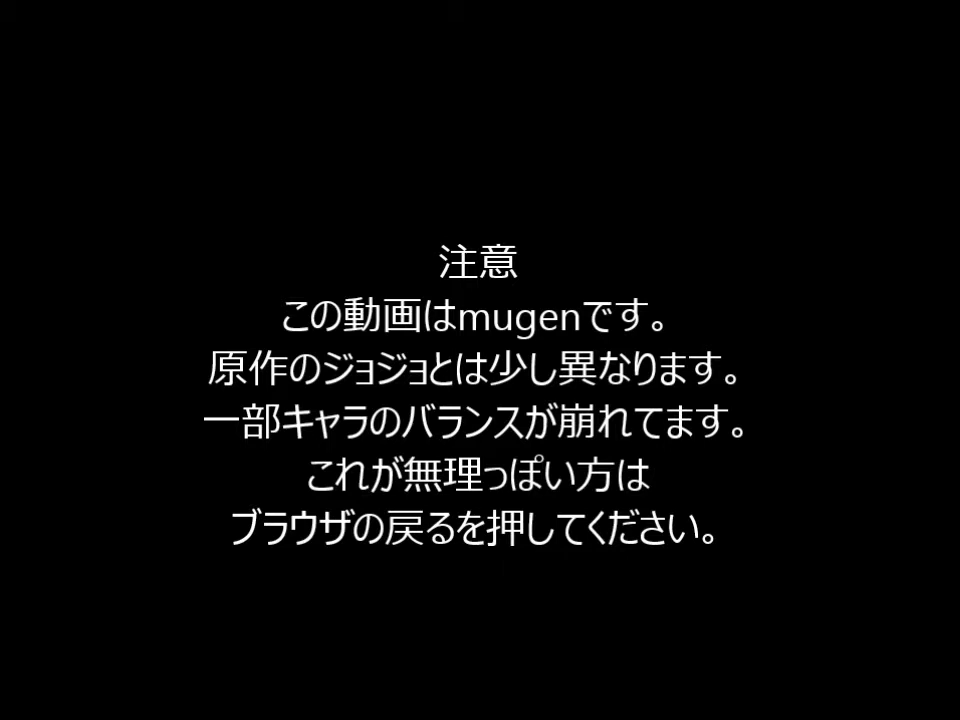 注意
この動画はmugenです。
原作のジョジョとは少し異なります。
一部キャラのバランスが崩れてます。
これが無理っぽい方は
ブラウザの戻るを押してください。